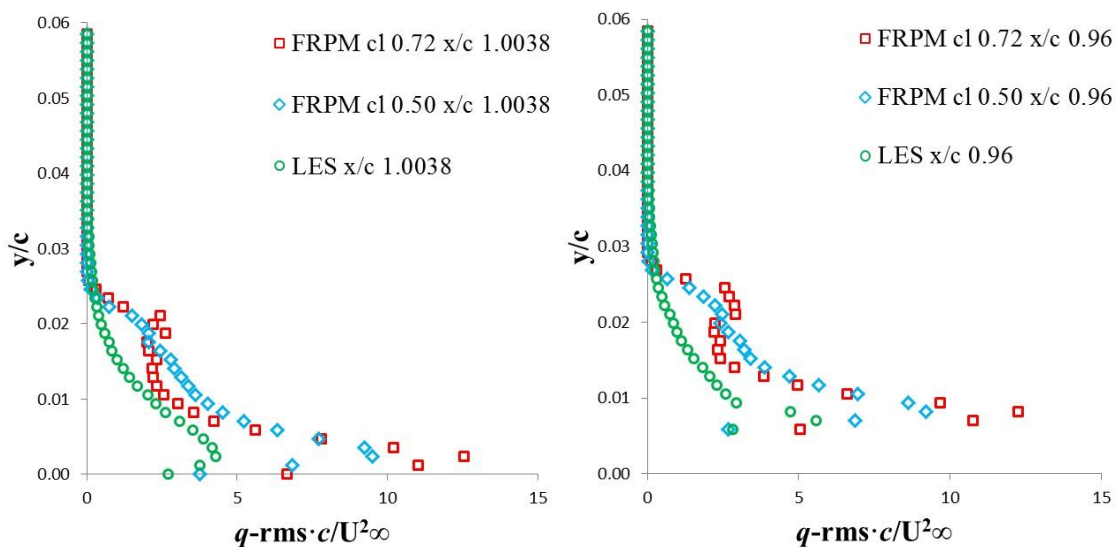 0.06
0.05
0.04
0.03
0.02
0.01
0.00
y/c
0
5
10
15
q-rms·c/U²∞
FRPM cl 0.72 x/c 1.0038
FRPM cl 0.50 x/c 1.0038
LES x/c 1.0038
0.06
0.05
0.04
0.03
0.02
0.01
0.00
y/c
0
5
10
15
q-rms·c/U²∞
FRPM cl 0.72 x/c 0.96
FRPM cl 0.50 x/c 0.96
LES x/c 0.96